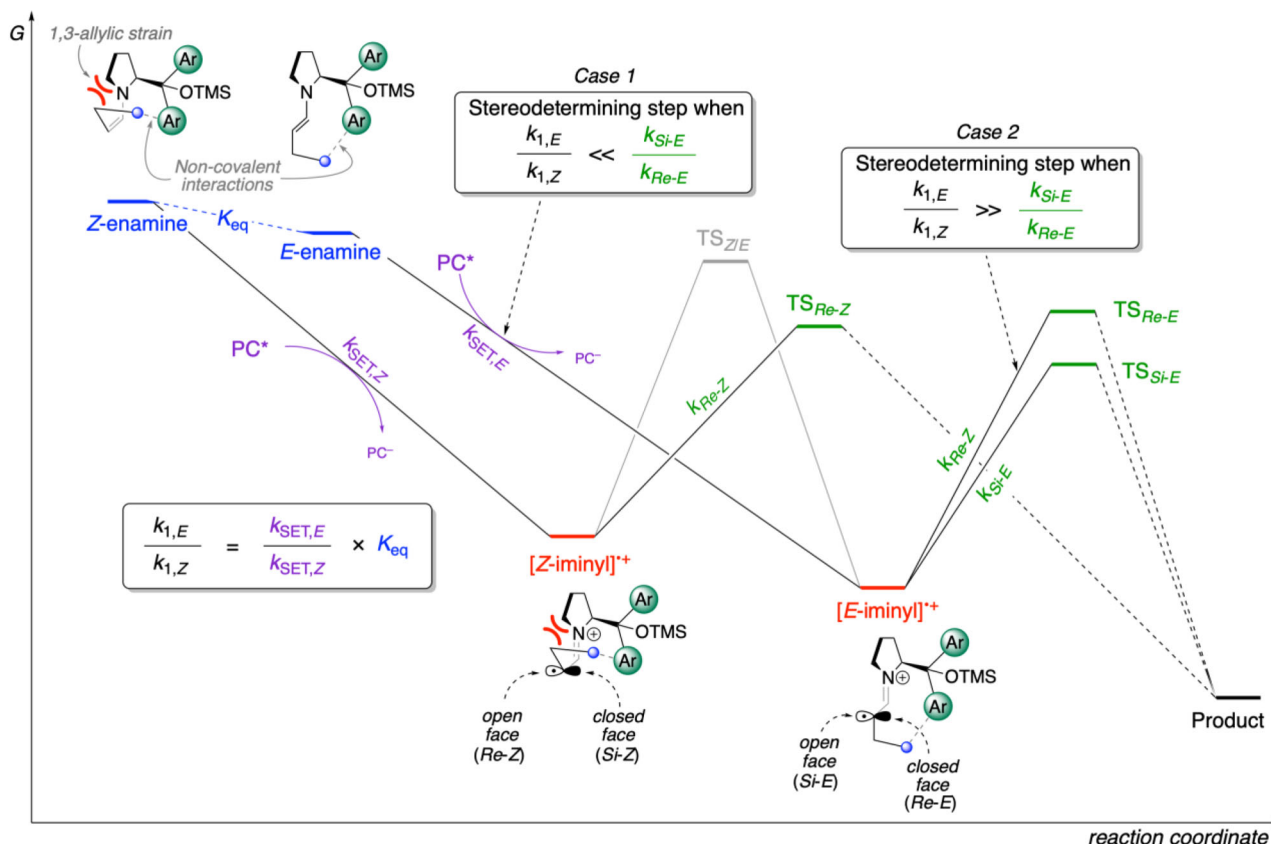 G
1,3-allylic strain
Ar
N
OTMS
Ar
Ar
N
OTMS
Ar
Non-covalent
interactions
Case 1
Stereodetermining step when
k1,E
k1,Z
<<
kSi-E
kRe-E
Case 2
Stereodetermining step when
k1,E
k1,Z
>>
kSi-E
kRe-E
Z-enamine
Keq
E-enamine
PC*
kSET,E
PC–
PC*
kSET,Z
PC–
TSZ/E
TSRe-Z
kRe-Z
TSRe-E
TSSi-E
kRe-Z
kSi-E
k1,E
k1,Z
=
kSET,E
kSET,Z
× Keq
[Z-iminyl]•+
Ar
N
+
OTMS
Ar
open
face
(Re-Z)
closed
face
(Si-Z)
[E-iminyl]•+
Ar
N
+
OTMS
Ar
open
face
(Si-E)
closed
face
(Re-E)
Product
reaction coordinate